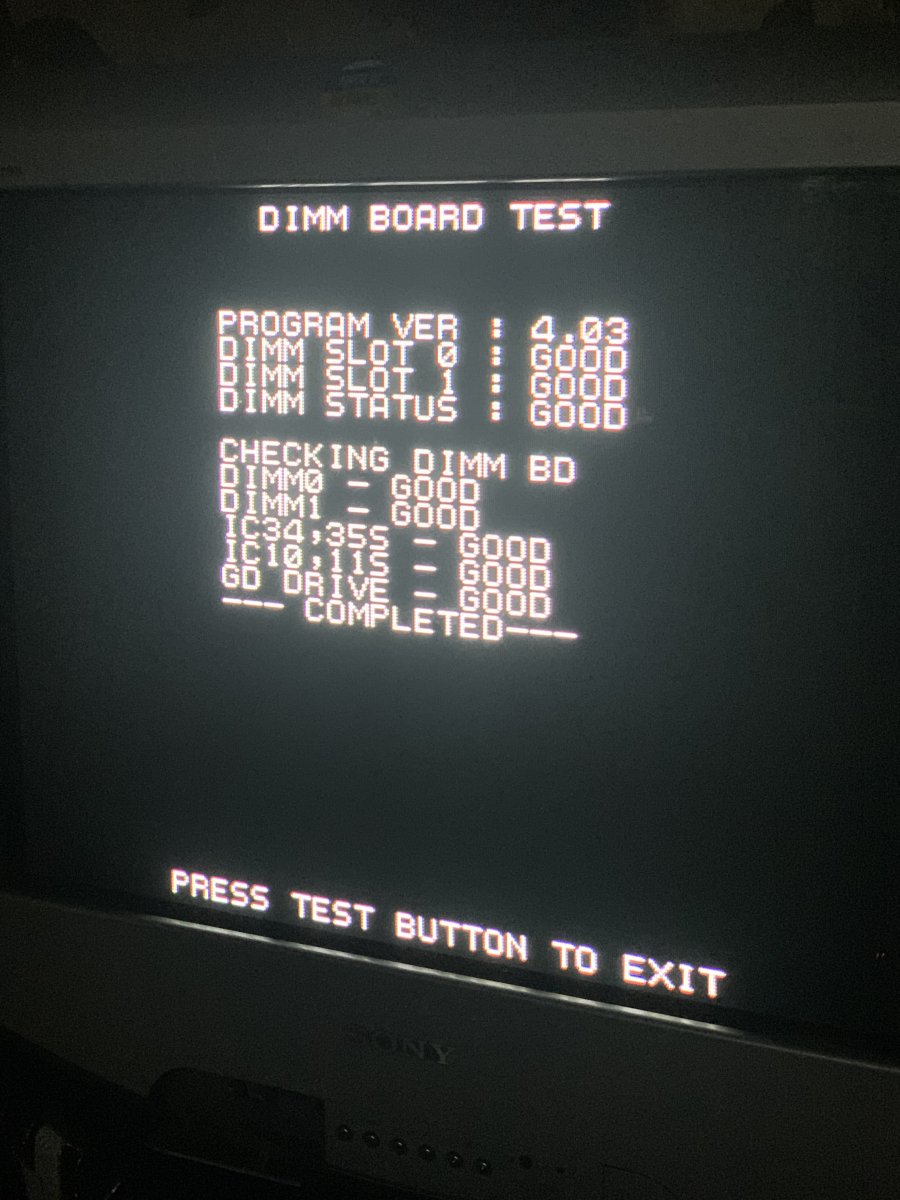 DIMM BOARD TEST
PROGRAM VER : 4.03
DIMM SLOT 0 : GOOD
DIMM SLOT 1 : GOOD
DIMM STATUS : GOOD
CHECKING DIMM BD
DIMM0 - GOOD
DIMM1 - GOOD
IC34,35S - GOOD
IC10,11S - GOOD
GD DRIVE - GOOD
--- COMPLETED---
PRESS TEST BUTTON TO EXIT
SONY